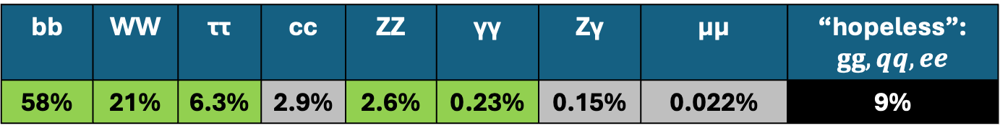 bb WW ττ cc ZZ γγ Zγ μμ “hopeless”:
gg, qq, ee
58% 21% 6.3% 2.9% 2.6% 0.23% 0.15% 0.022% 9%